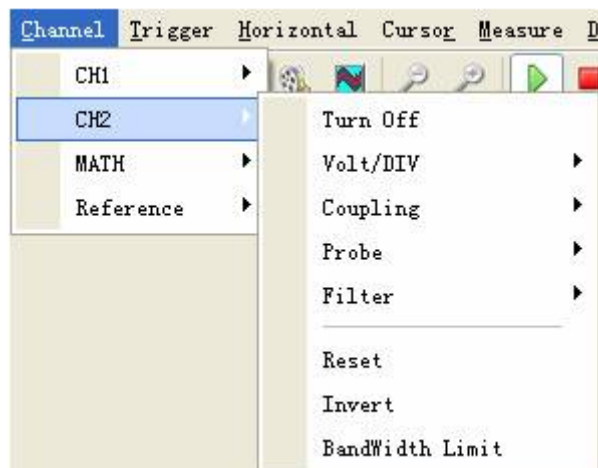 Channel Trigger Horizontal Cursor Measure D
CH1
CH2
MATH
Reference
Turn Off
Volt/DIV
Coupling
Probe
Filter
Reset
Invert
BandWidth Limit